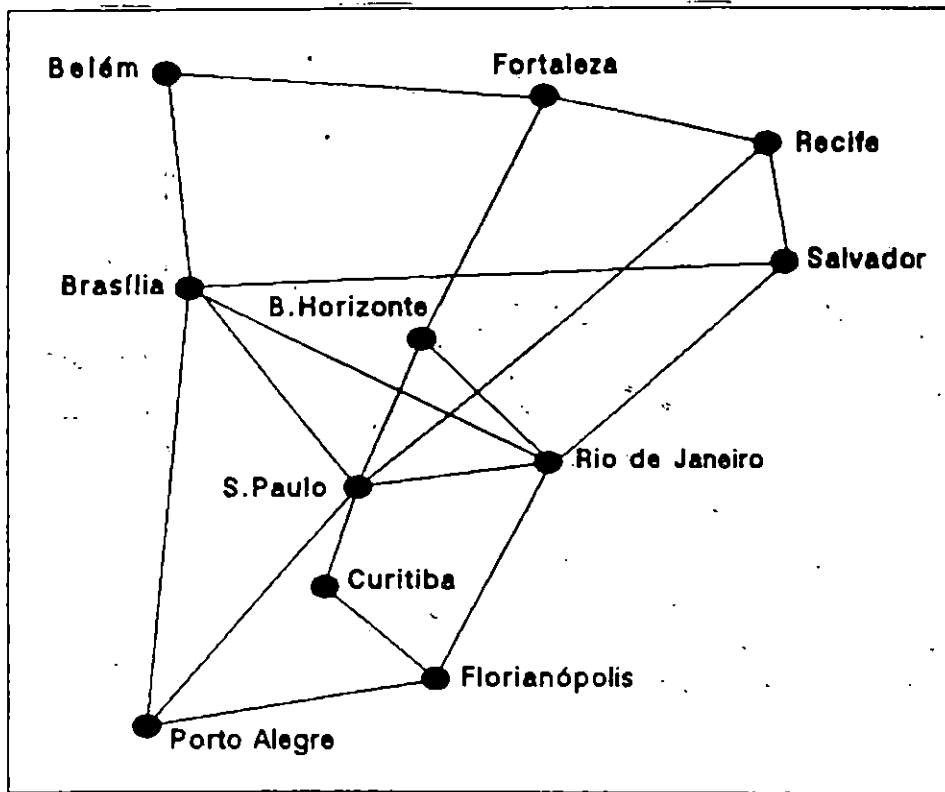 Belém
Fortaleza
Recife
Salvador
Brasília
B.Horizonte
Rio de Janeiro
S.Paulo
Curitiba
Florianópolis
Porto Alegre